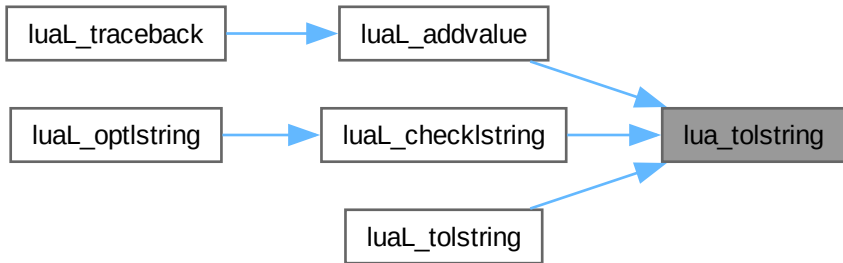 luaL_traceback
luaL_addvalue
luaL_optlstring
luaL_checklstring
lua_tolstring
luaL_tolstring